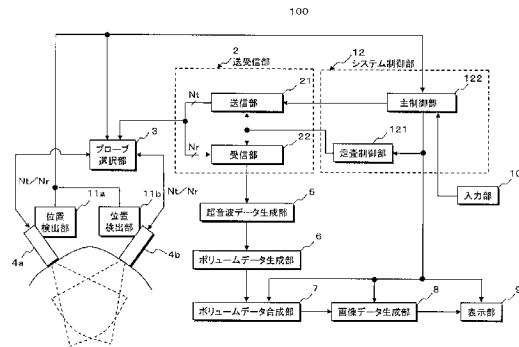 100
2
送受信部
12
システム制御部
21
送信部
122
主制御部
Nt
3
プローブ
選択部
22
受信部
Nr
121
走査制御部
10
入力部
Nt/Nr
Nt/Nr
11a
位置
検出部
11b
位置
検出部
4a
4b
5
超音波データ生成部
6
ボリュームデータ生成部
7
ボリュームデータ合成部
8
画像データ生成部
9
表示部